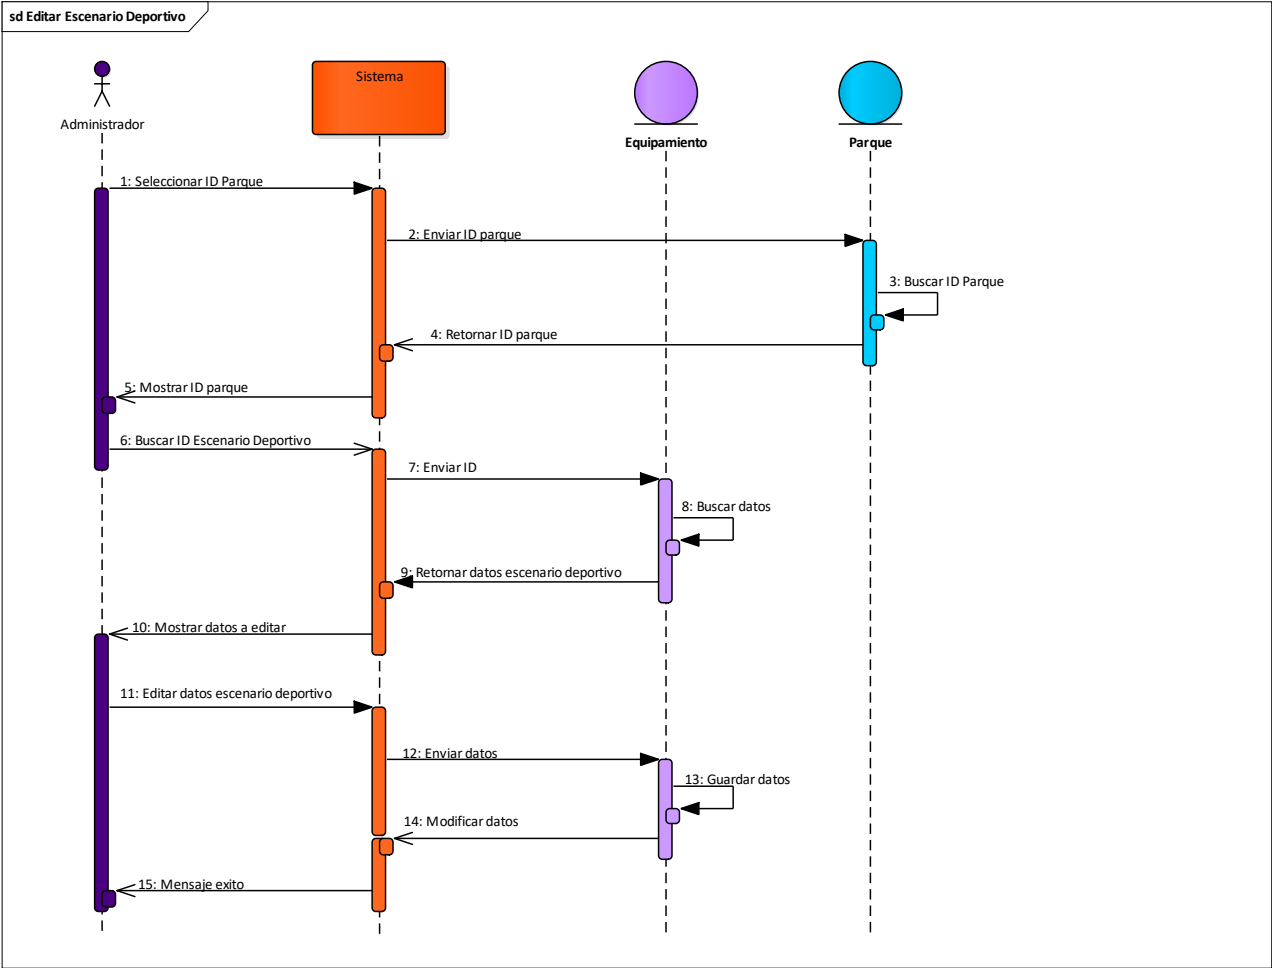 sd Editar Escenario Deportivo
Sistema
Administrador
Equipamiento
Parque
1: Seleccionar ID Parque
2: Enviar ID parque
3: Buscar ID Parque
4: Retornar ID parque
5: Mostrar ID parque
6: Buscar ID Escenario Deportivo
7: Enviar ID
8: Buscar datos
9: Retornar datos escenario deportivo
10: Mostrar datos a editar
11: Editar datos escenario deportivo
12: Enviar datos
13: Guardar datos
14: Modificar datos
15: Mensaje exito